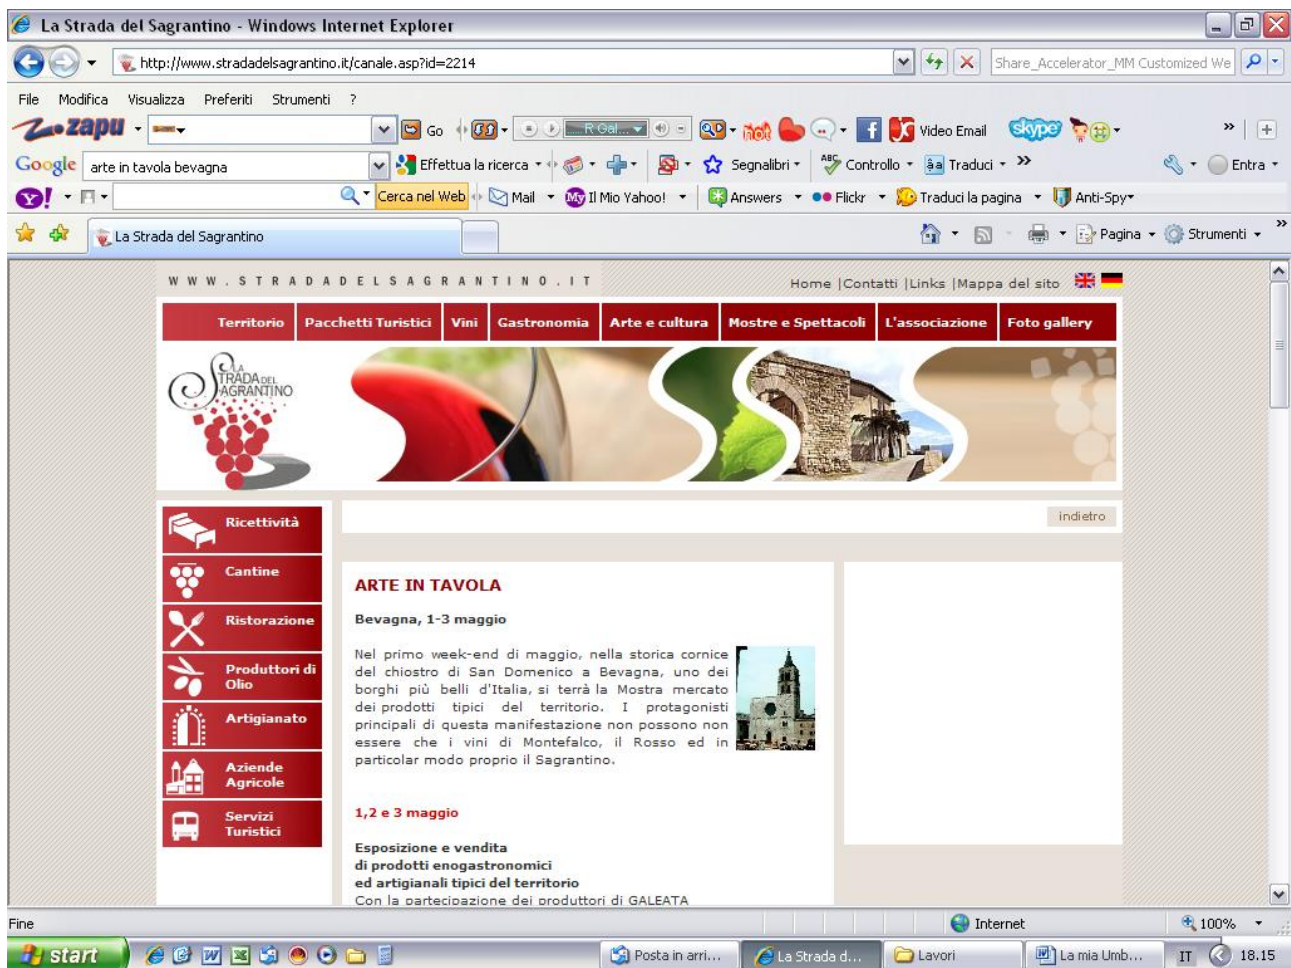 La Strada del Sagrantino - Windows Internet Explorer
http://www.stradadelsagrantino.it/canale.asp?id=2214
Share_Accelerator_MM Customized We
File Modifica Visualizza Preferiti Strumenti ?
zapu Go R Gal... hot Video Email skype
Google arte in tavola bevagna Effettua la ricerca Segnalibri ABC Controllo Traduci Entra
Y! Cerca nel Web Mail My Il Mio Yahoo! Answers Flickr Traduci la pagina Anti-Spy
La Strada del Sagrantino Pagina Strumenti
WWW.STRADADELSAGRANTINO.IT
Home |Contatti |Links |Mappa del sito
Territorio Pacchetti Turistici Vini Gastronomia Arte e cultura Mostre e Spettacoli L'associazione Foto gallery
LA
STRADA DEL
SAGRANTINO
indietro
Ricettività
Cantine
Ristorazione
Produttori di
Olio
Artigianato
Aziende
Agricole
Servizi
Turistici
ARTE IN TAVOLA
Bevagna, 1-3 maggio
Nel primo week-end di maggio, nella storica cornice
del chiostro di San Domenico a Bevagna, uno dei
borghi più belli d'Italia, si terrà la Mostra mercato
dei prodotti tipici del territorio. I protagonisti
principali di questa manifestazione non possono non
essere che i vini di Montefalco, il Rosso ed in
particolar modo proprio il Sagrantino.
1,2 e 3 maggio
Esposizione e vendita
di prodotti enogastronomici
ed artigianali tipici del territorio
Con la partecipazione dei produttori di GALEATA
Fine Internet 100%
start Posta in arri... La Strada d... Lavori La mia Umb... IT 18.15